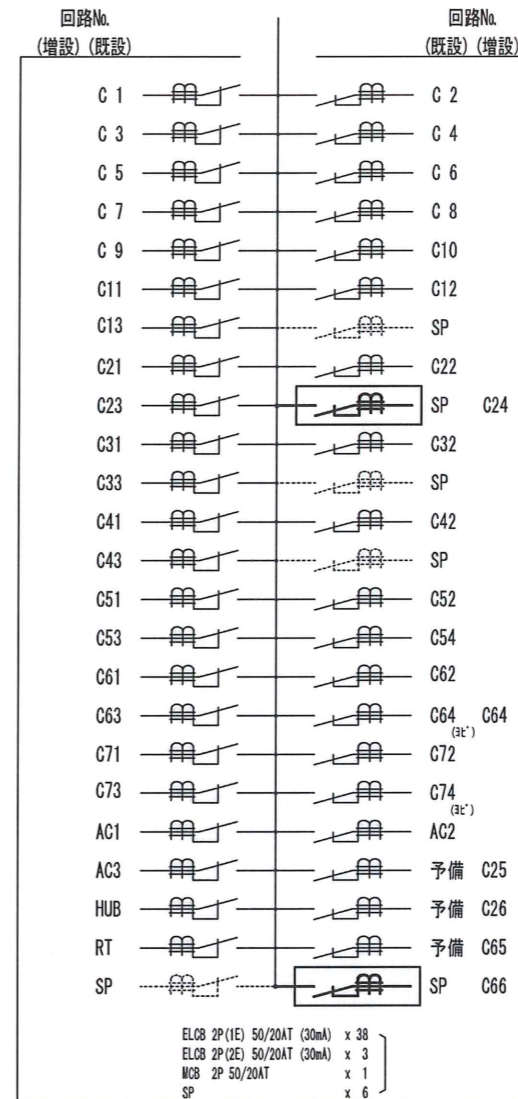 回路No. 回路No.
(増設) (既設) (既設) (増設)
C 1 C 2
C 3 C 4
C 5 C 6
C 7 C 8
C 9 C10
C11 C12
C13 SP
C21 C22
C23 SP C24
C31 C32
C33 SP
C41 C42
C43 SP
C51 C52
C53 C54
C61 C62
C63 C64 C64
(ヨビ)
C71 C72
C73 C74
(ヨビ)
AC1 AC2
AC3 予備 C25
HUB 予備 C26
RT 予備 C65
SP SP C66
ELCB 2P(1E) 50/20AT (30mA) x 38
ELCB 2P(2E) 50/20AT (30mA) x 3
MCB 2P 50/20AT x 1
SP x 6